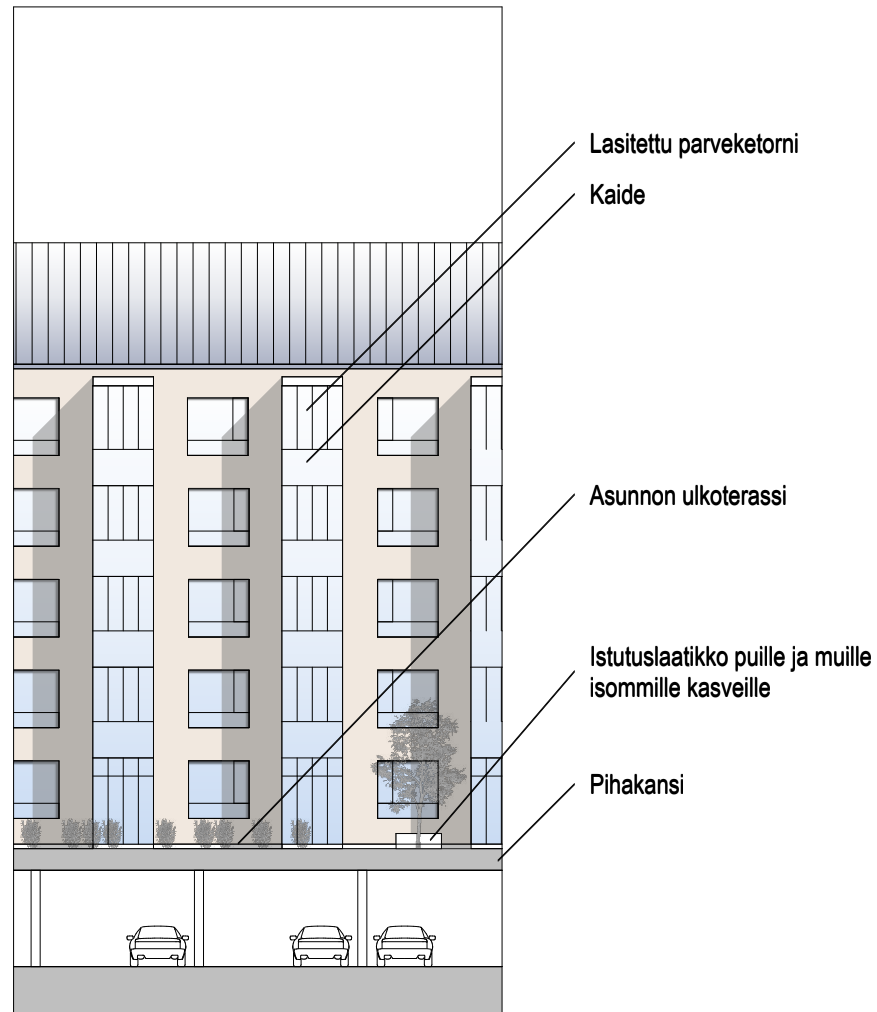 Lasitettu parveketorni
Kaide
Asunnon ulkoterassi
Istutuslaatikko puille ja muille
isommille kasveille
Pihakansi